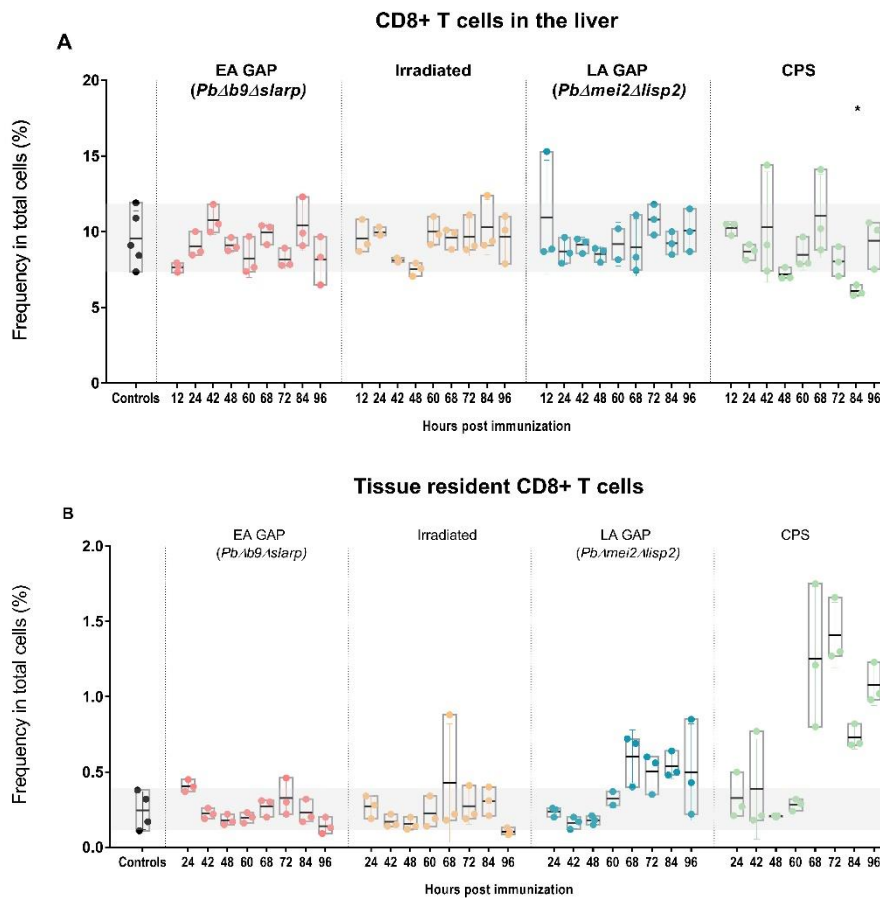 CD8+ T cells in the liver
A
EA GAP
(PbΔb9Δslarp)
Irradiated
LA GAP
(PbΔmei2Δlisp2)
CPS
*
Frequency in total cells (%)
20
15
10
5
0
Controls
12 24 42 48 60 68 72 84 96
12 24 42 48 60 68 72 84 96
12 24 42 48 60 68 72 84 96
12 24 42 48 60 68 72 84 96
Hours post immunization
Tissue resident CD8+ T cells
B
EA GAP
(PbΔb9Δslarp)
Irradiated
LA GAP
(PbΔmei2Δlisp2)
CPS
Frequency in total cells (%)
2.0
1.5
1.0
0.5
0.0
Controls
24 42 48 60 68 72 84 96
24 42 48 60 68 72 84 96
24 42 48 60 68 72 84 96
24 42 48 60 68 72 84 96
Hours post immunization